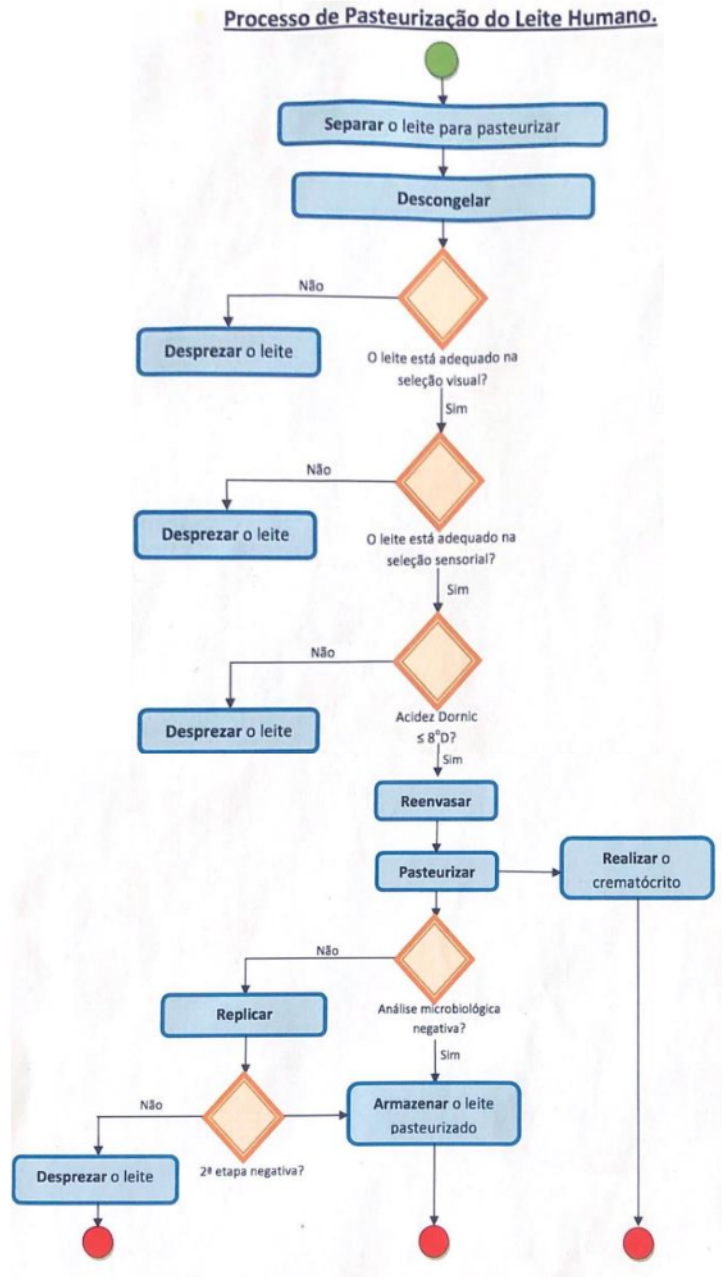 Processo de Pasteurização do Leite Humano.
Separar o leite para pasteurizar
Descongelar
Não
Desprezar o leite
O leite está adequado na
seleção visual?
Sim
Não
Desprezar o leite
O leite está adequado na
seleção sensorial?
Sim
Não
Desprezar o leite
Acidez Dornic
≤ 8°D?
Sim
Reenvasar
Pasteurizar
Realizar o
crematócrito
Não
Replicar
Análise microbiológica
negativa?
Sim
Não
Armazenar o leite
pasteurizado
Desprezar o leite
2ª etapa negativa?